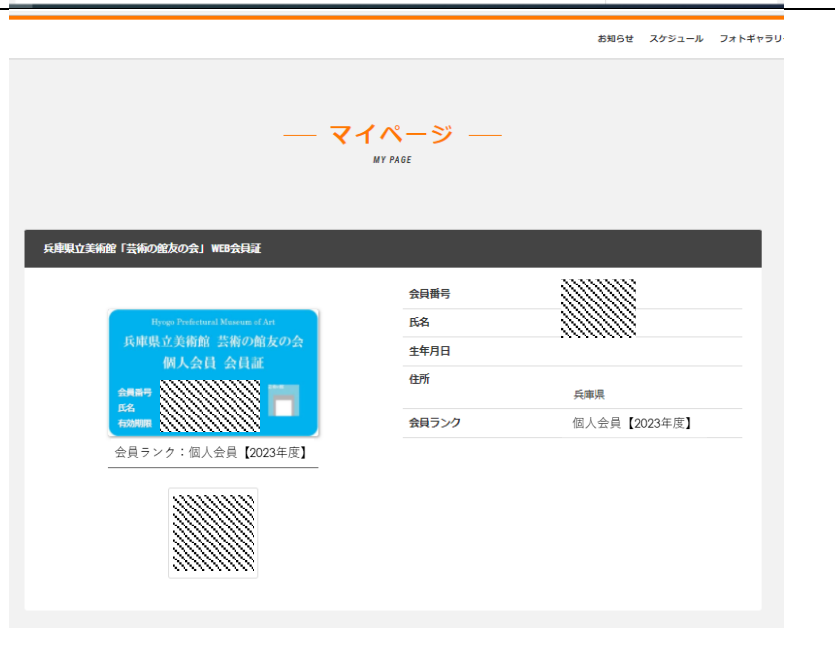 お知らせ スケジュール フォトギャラリー
マイページ
MY PAGE
兵庫県立美術館「芸術の館友の会」 WEB会員証
Hyogo Prefectural Museum of Art
兵庫県立美術館 芸術の館友の会
個人会員 会員証
会員番号
氏名
有効期限
会員ランク：個人会員【2023年度】
会員番号
氏名
生年月日
住所
兵庫県
会員ランク 個人会員【2023年度】